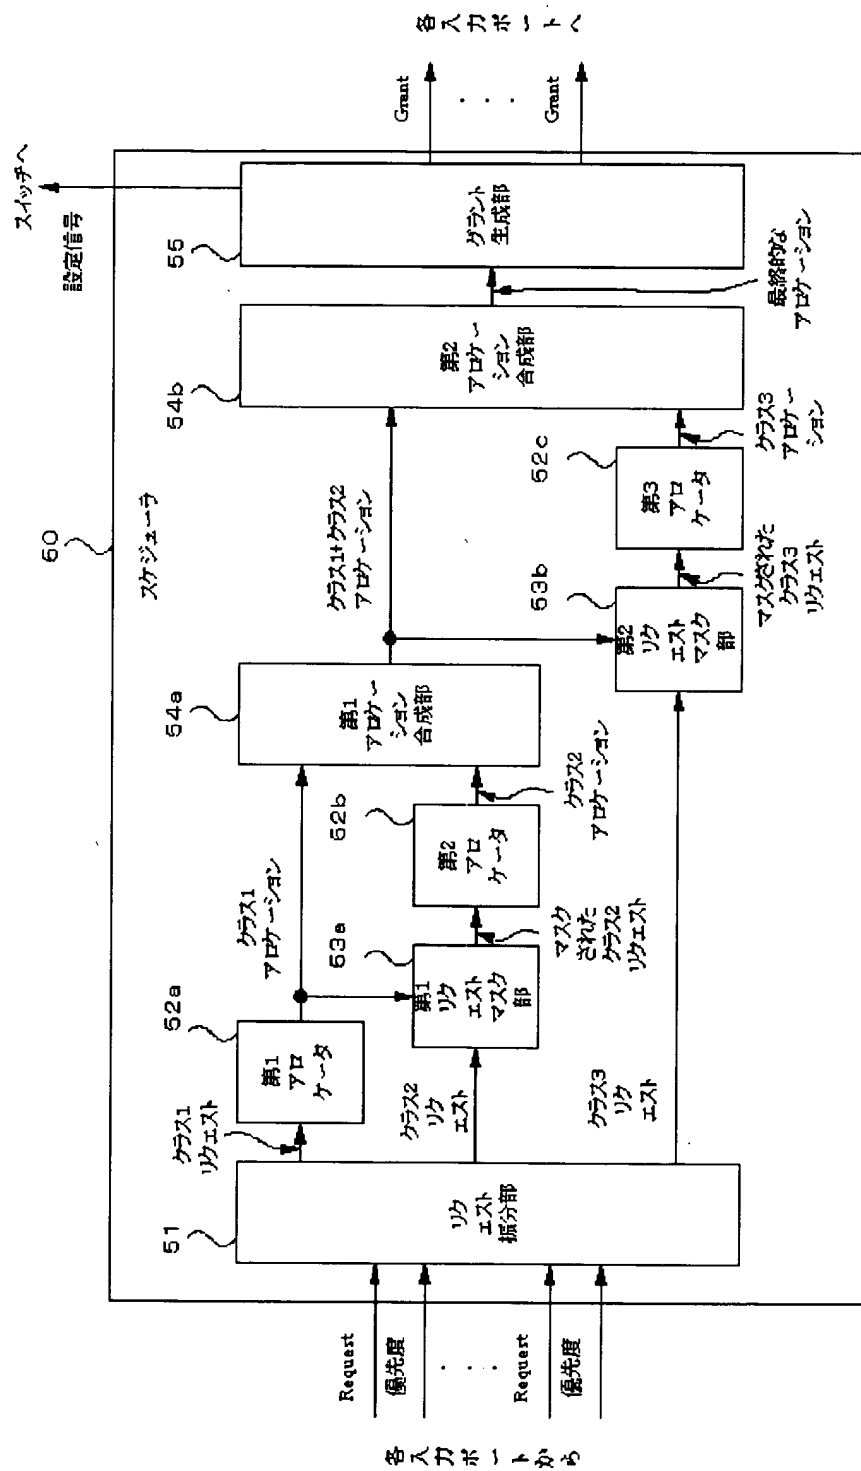 各入力ポートから
Request
優先度
・・・
Request
優先度
51
リク
エスト
振分部
クラス1
リクエスト
52a
第1
アロ
ケータ
クラス1
アロケーション
クラス2
リク
エスト
53a
第1
リク
エスト
マスク
部
マスク
された
クラス2
リクエスト
52b
第2
アロ
ケータ
クラス2
アロケーション
54a
第1
アロケー
ション
合成部
クラス1+クラス2
アロケーション
クラス3
リク
エスト
53b
第2
リク
エスト
マスク
部
マスクされた
クラス3
リクエスト
52c
第3
アロ
ケータ
クラス3
アロケー
ション
50
スケジューラ
54b
第2
アロケー
ション
合成部
最終的な
アロケーション
55
グラント
生成部
設定信号
スイッチへ
Grant
・・・
Grant
各入力ポートへ